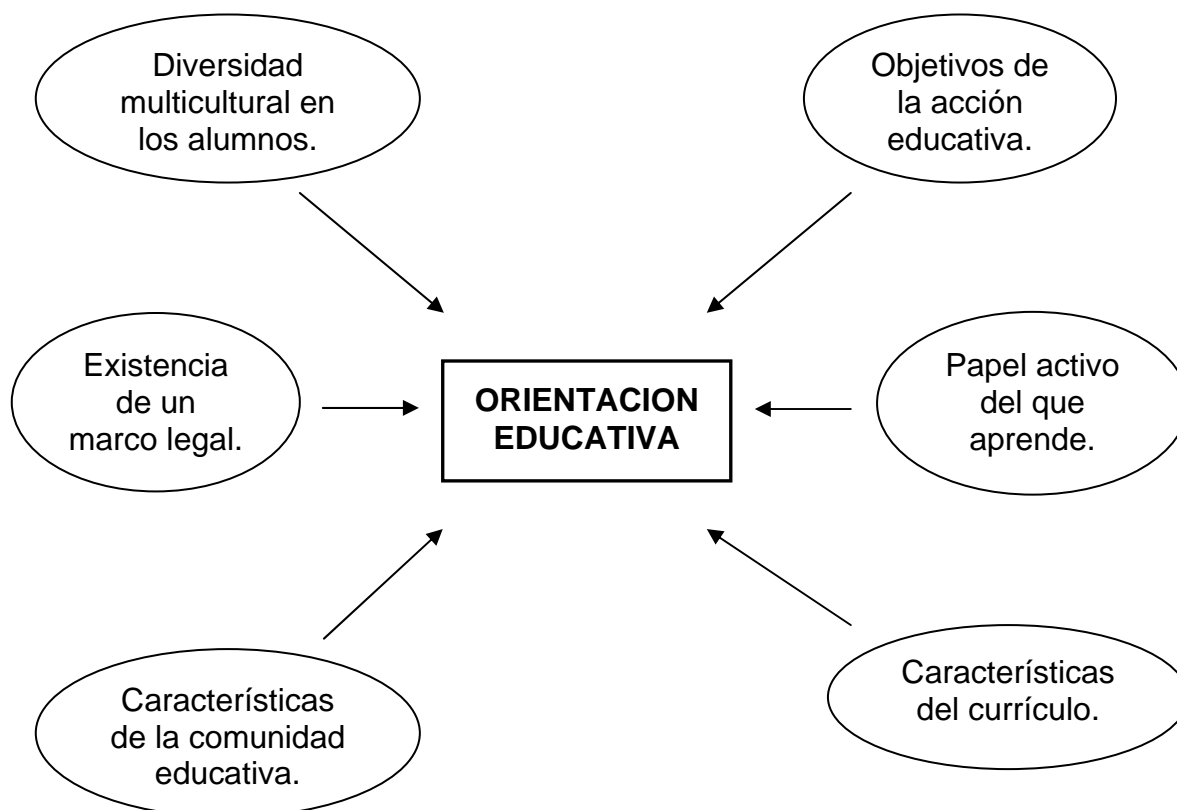 Diversidad
multicultural en
los alumnos.
Objetivos de
la acción
educativa.
Existencia
de un
marco legal.
ORIENTACION
EDUCATIVA
Papel activo
del que
aprende.
Características
de la comunidad
educativa.
Características
del currículo.